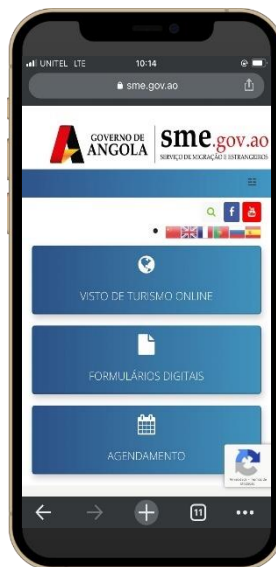 UNITEL LTE 10:14
sme.gov.ao
GOVERNO DE
ANGOLA
sme.gov.ao
SERVIÇO DE MIGRAÇÃO E ESTRANGEIROS
VISTO DE TURISMO ONLINE
FORMULÁRIOS DIGITAIS
AGENDAMENTO
11